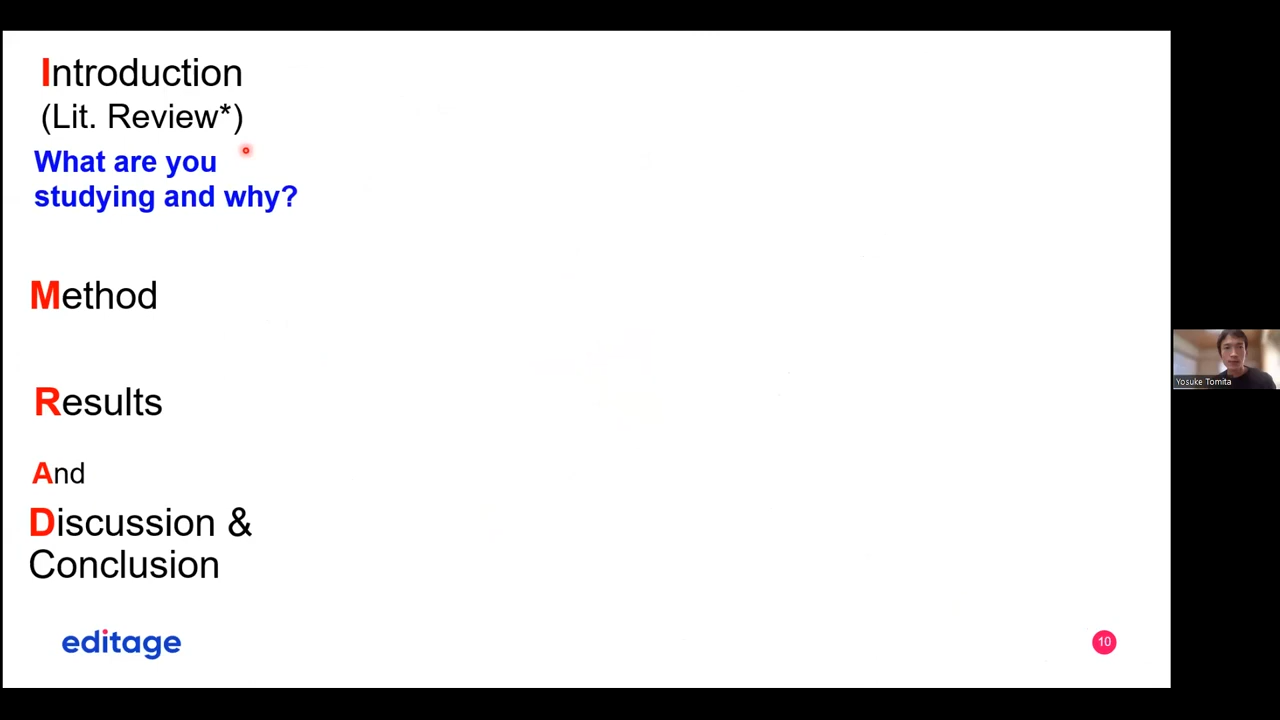 Introduction
(Lit. Review*)
What are you
studying and why?
Method
Results
And
Discussion &
Conclusion
editage
10
Yosuke Tomita